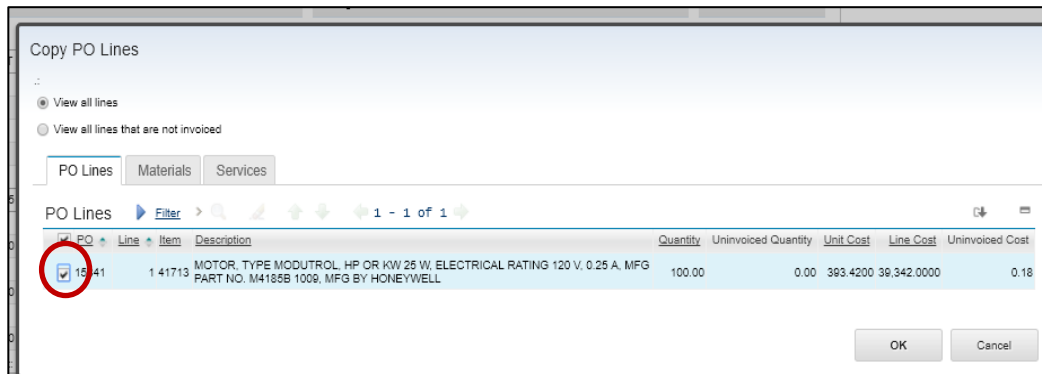 Copy PO Lines
View all lines
View all lines that are not invoiced
PO Lines Materials Services
PO Lines Filter 1 - 1 of 1
PO Line Item Description Quantity Uninvoiced Quantity Unit Cost Line Cost Uninvoiced Cost
1 41713 MOTOR, TYPE MODUTROL, HP OR KW 25 W, ELECTRICAL RATING 120 V, 0.25 A, MFG 100.00 0.00 393.4200 39,342.0000 0.18
PART NO. M4185B 1009, MFG BY HONEYWELL
OK Cancel